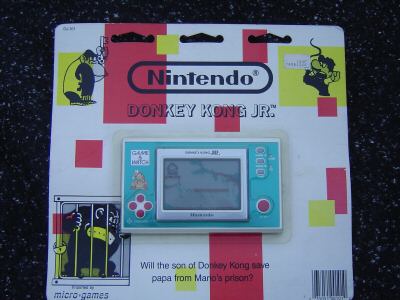 Nintendo®
DONKEY KONG JR.™
DONKEY KONG JR.
GAME &
WATCH
Nintendo
Will the son of Donkey Kong save
papa from Mario's prison?
micro-games